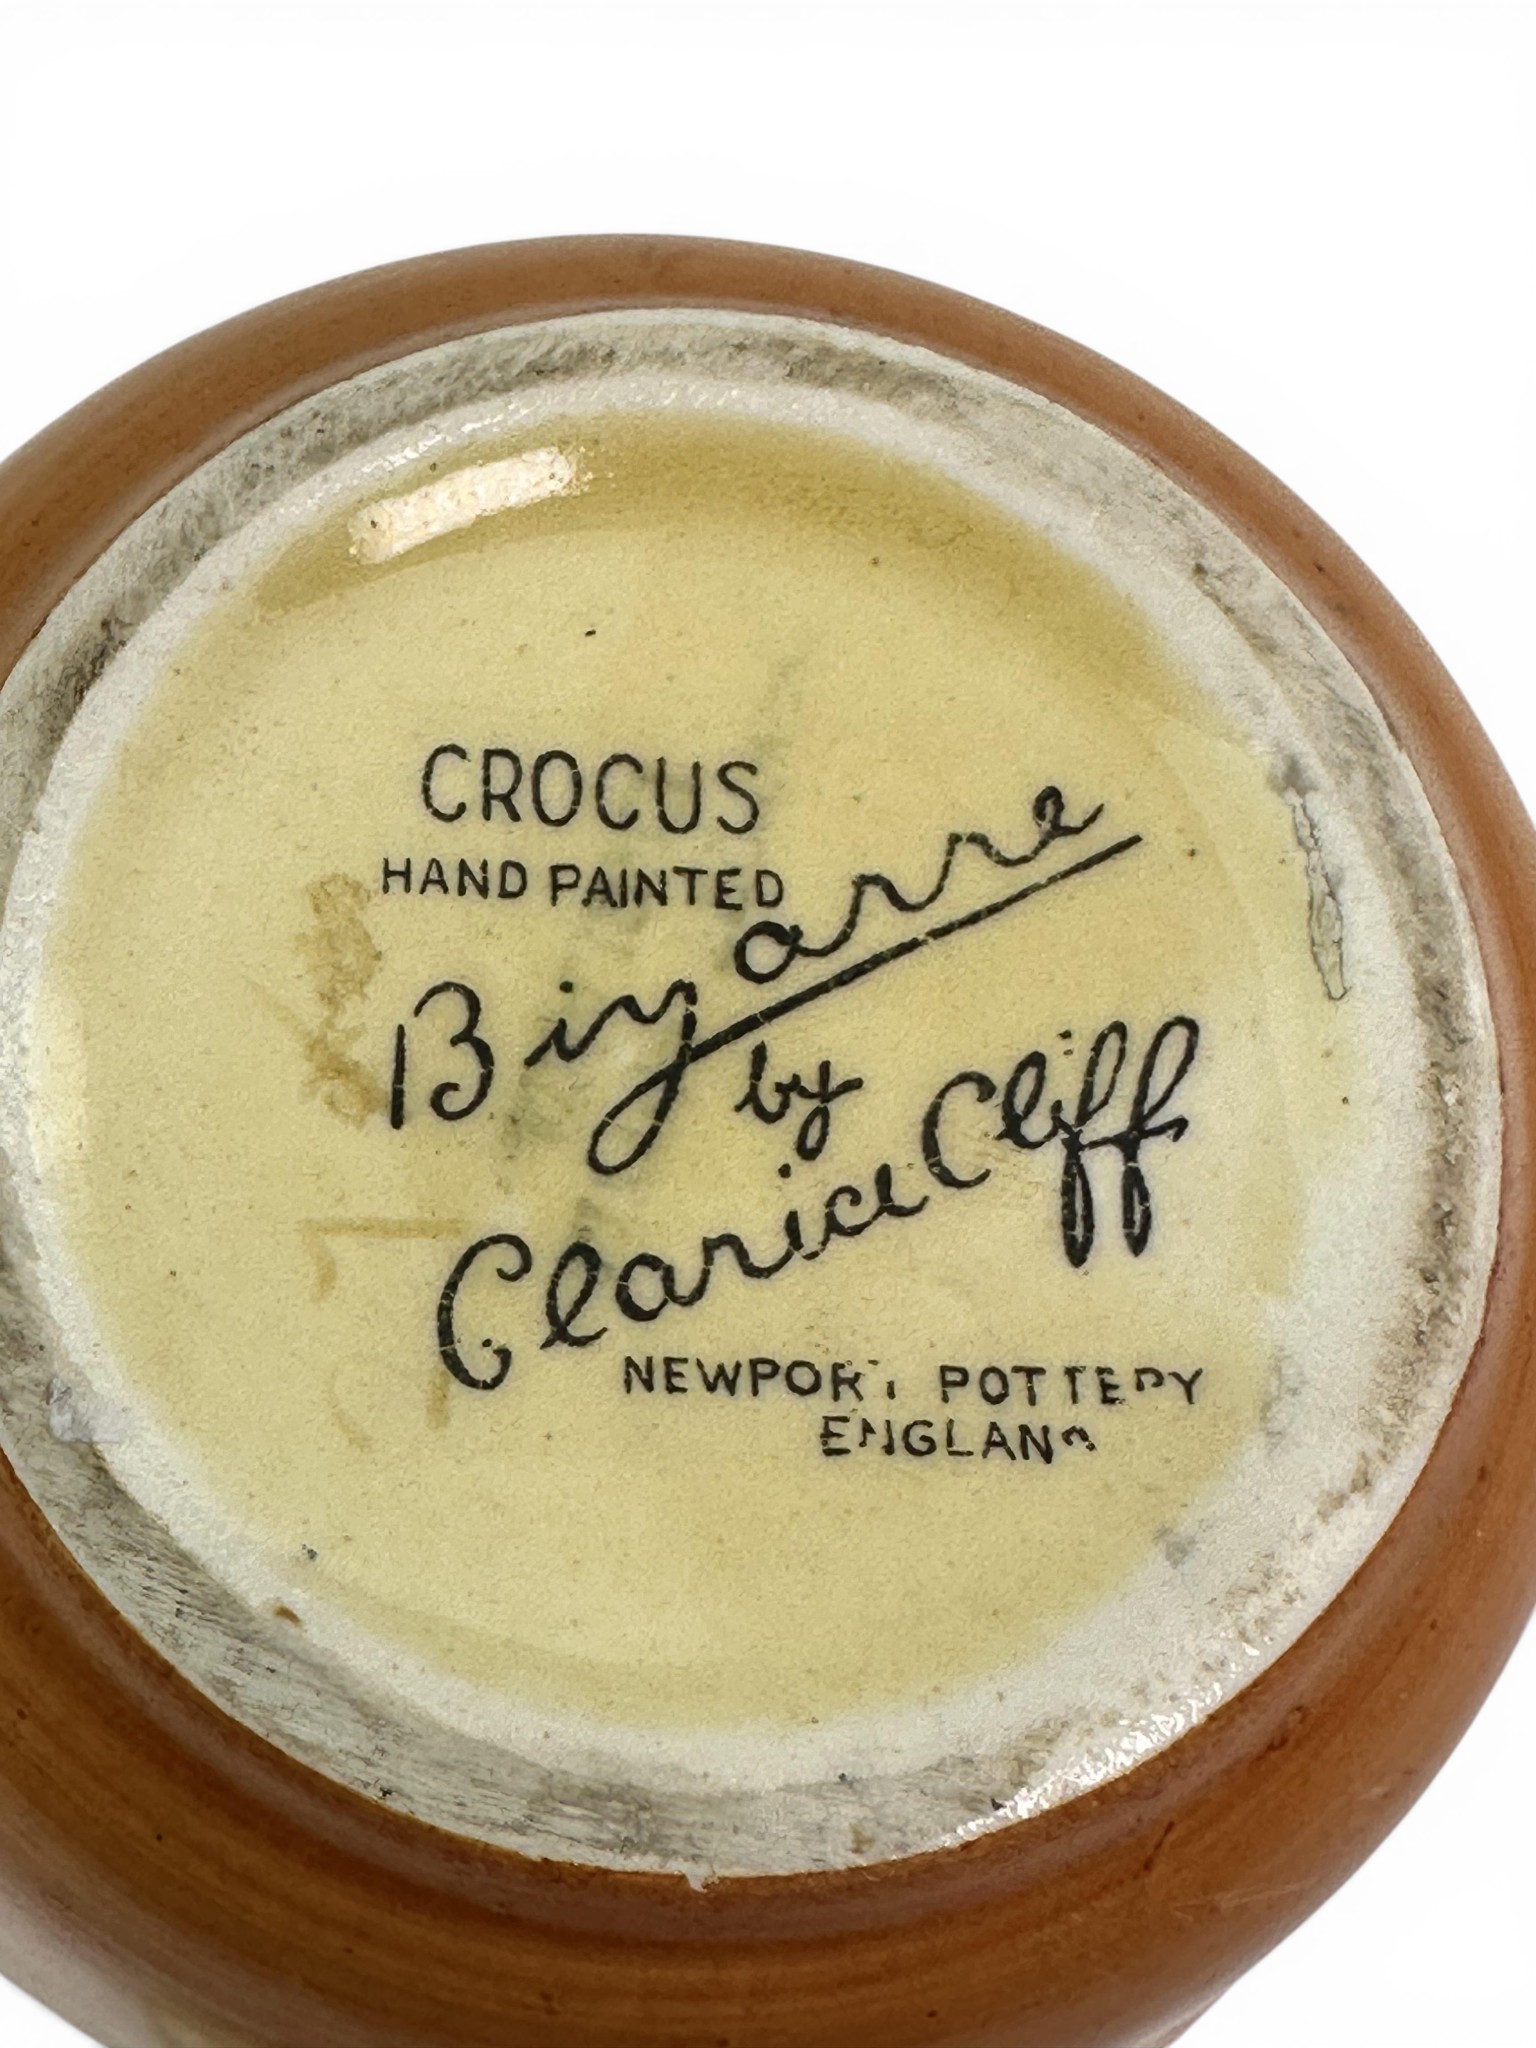 CROCUS
HAND PAINTED
Bizarre
by
Clarice Cliff
NEWPORT POTTERY
ENGLAND